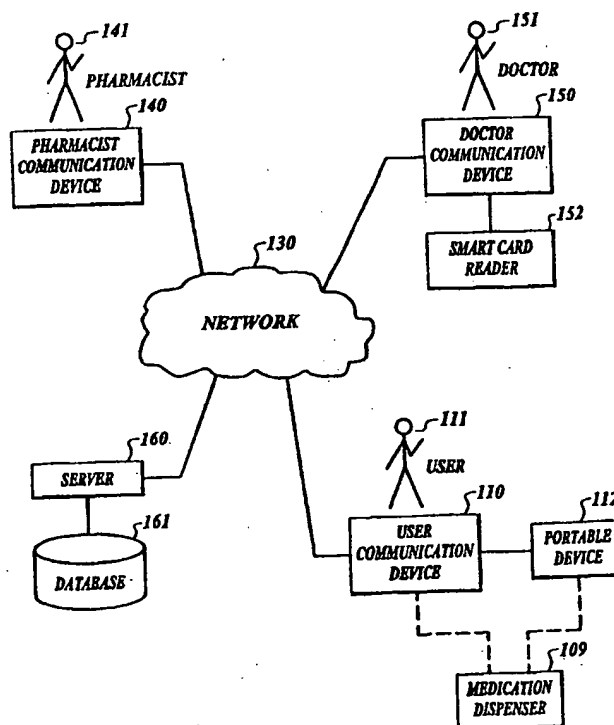 141
PHARMACIST
140
PHARMACIST
COMMUNICATION
DEVICE
151
DOCTOR
150
DOCTOR
COMMUNICATION
DEVICE
152
SMART CARD
READER
130
NETWORK
160
SERVER
161
DATABASE
111
USER
110
USER
COMMUNICATION
DEVICE
112
PORTABLE
DEVICE
109
MEDICATION
DISPENSER